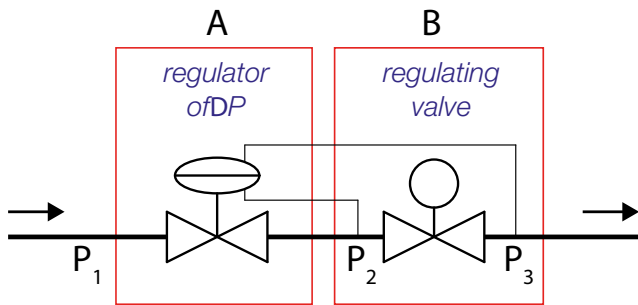 A
B
regulator
ofDP
regulating
valve
P₁
P₂
P₃